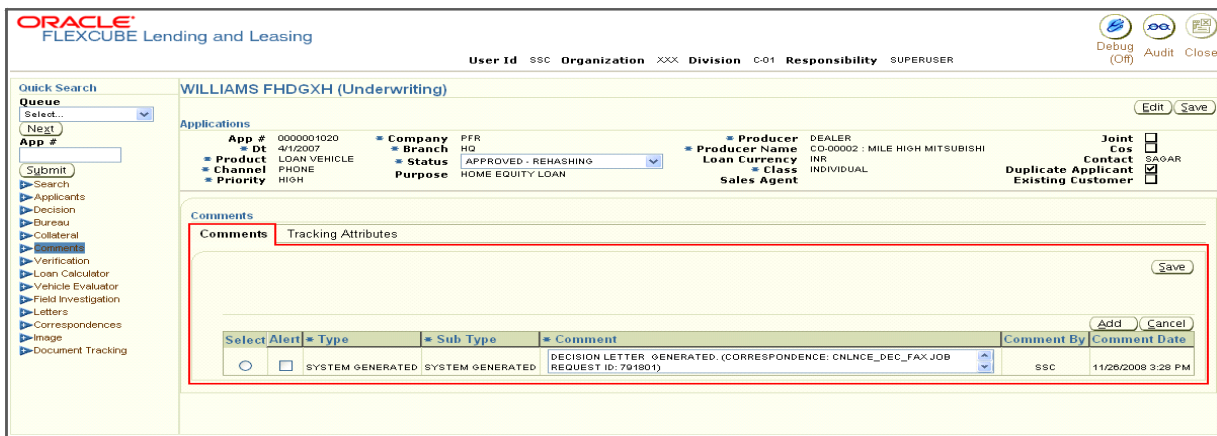 ORACLE
FLEXCUBE Lending and Leasing
Debug (Off) Audit Close
User Id SSC Organization XXX Division C-01 Responsibility SUPERUSER
Quick Search
Queue
Select...
Next
App #
Submit
Search
Applicants
Decision
Bureau
Collateral
Comments
Verification
Loan Calculator
Vehicle Evaluator
Field Investigation
Letters
Correspondences
Image
Document Tracking
WILLIAMS FHDGXH (Underwriting)
Edit Save
Applications
App # 0000001020 * Company PFR * Producer DEALER Joint
* Dt 4/1/2007 * Branch HQ * Producer Name CO-00002 : MILE HIGH MITSUBISHI Cos
* Product LOAN VEHICLE * Status APPROVED - REHASHING Loan Currency INR Contact SAGAR
* Channel PHONE Purpose HOME EQUITY LOAN * Class INDIVIDUAL Duplicate Applicant
* Priority HIGH Sales Agent Existing Customer
Comments
Comments Tracking Attributes
Save
Add Cancel
Select Alert * Type * Sub Type * Comment Comment By Comment Date
SYSTEM GENERATED SYSTEM GENERATED DECISION LETTER GENERATED. (CORRESPONDENCE: CNLNCE_DEC_FAX JOB
REQUEST ID: 791801) SSC 11/26/2008 3:28 PM